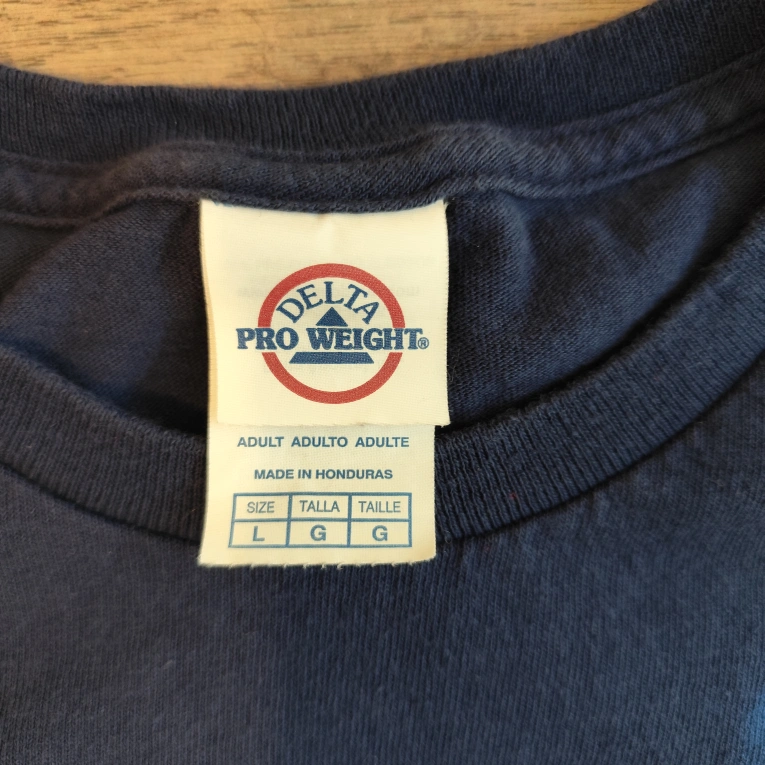 DELTA
PRO WEIGHT®
ADULT ADULTO ADULTE
MADE IN HONDURAS
SIZE TALLA TAILLE
L G G